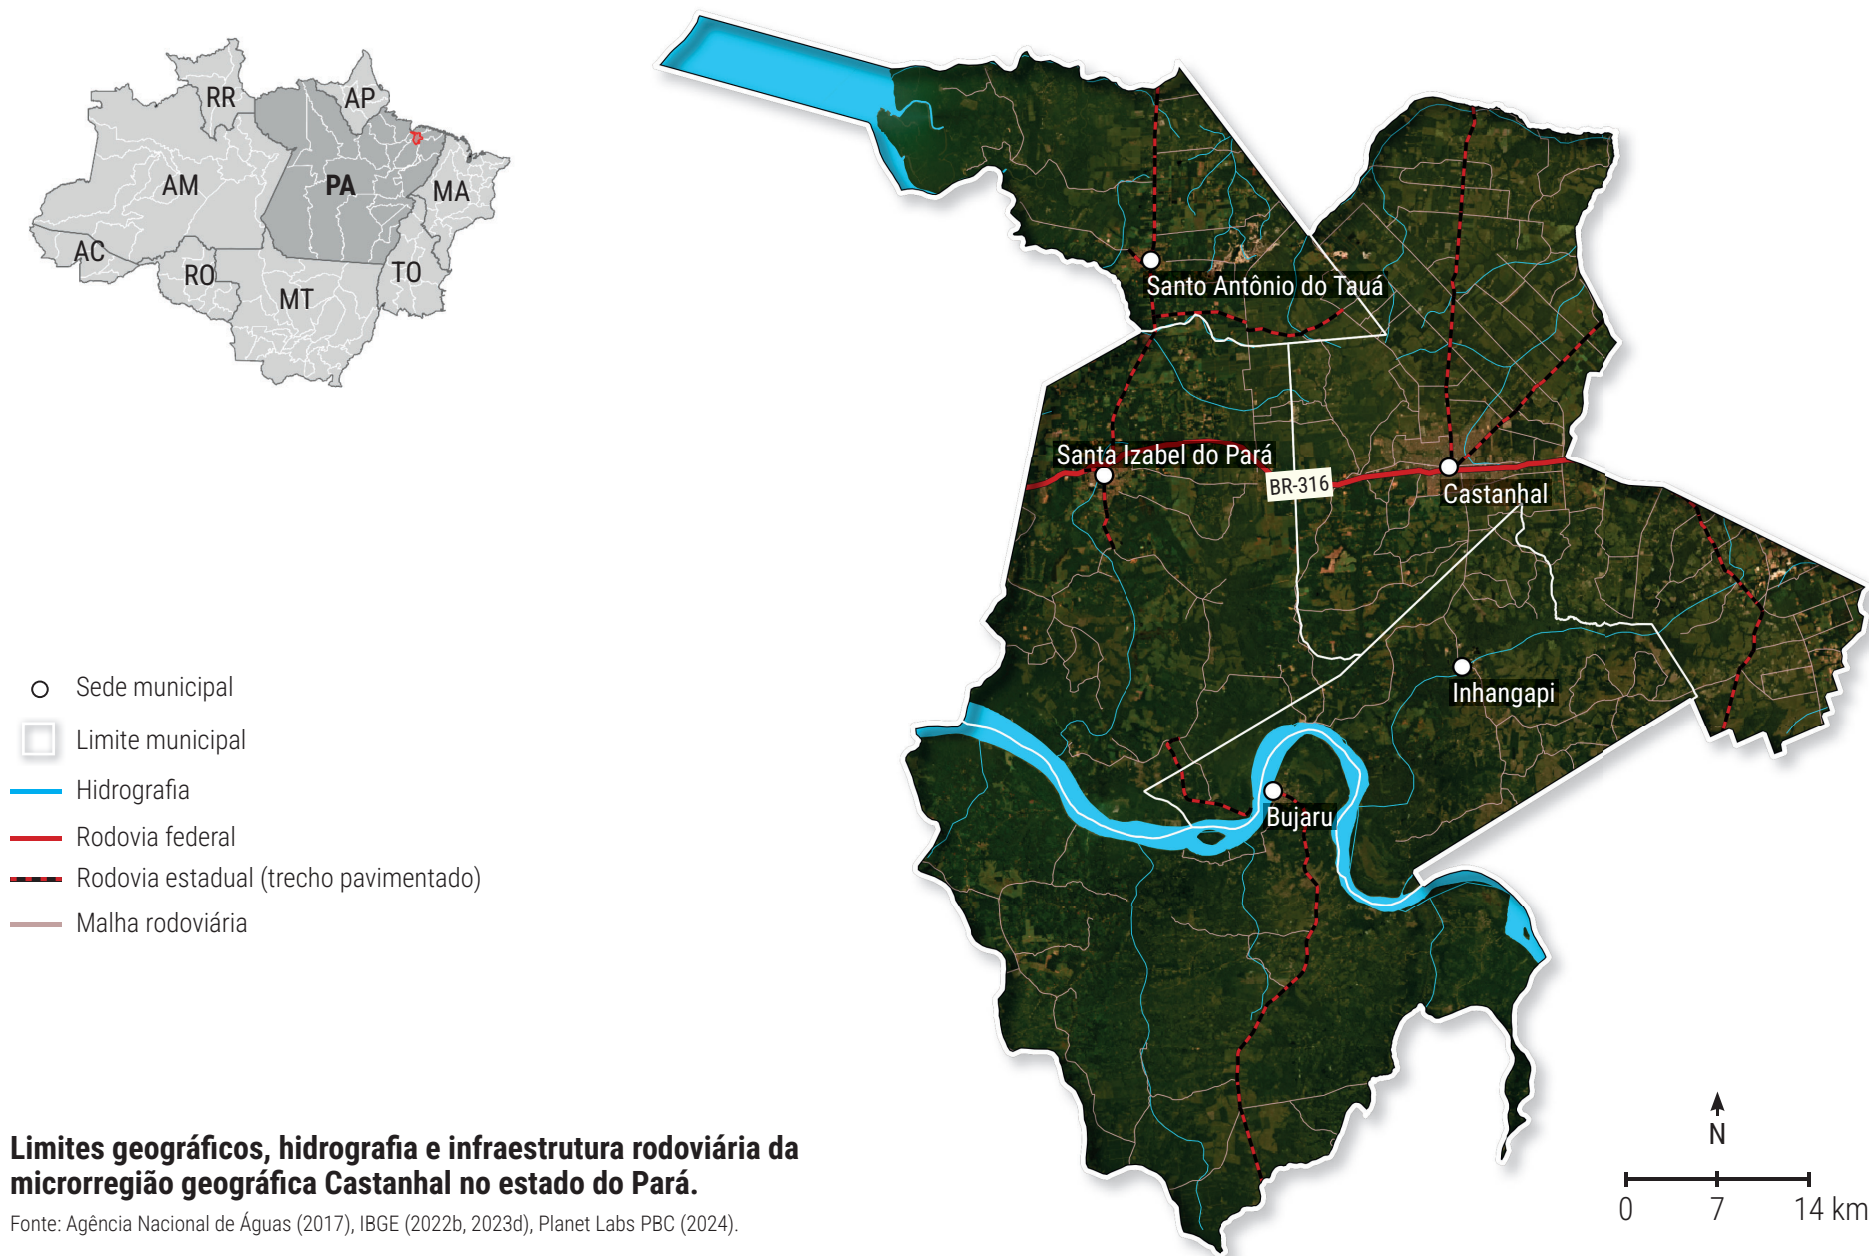 RR
AP
AM
PA
MA
AC
RO
MT
TO
Santo Antônio do Tauá
Santa Izabel do Pará
BR-316
Castanhal
Inhangapi
Bujaru
Sede municipal
Limite municipal
Hidrografia
Rodovia federal
Rodovia estadual (trecho pavimentado)
Malha rodoviária
N
0 7 14 km
Limites geográficos, hidrografia e infraestrutura rodoviária da
microrregião geográfica Castanhal no estado do Pará.
Fonte: Agência Nacional de Águas (2017), IBGE (2022b, 2023d), Planet Labs PBC (2024).